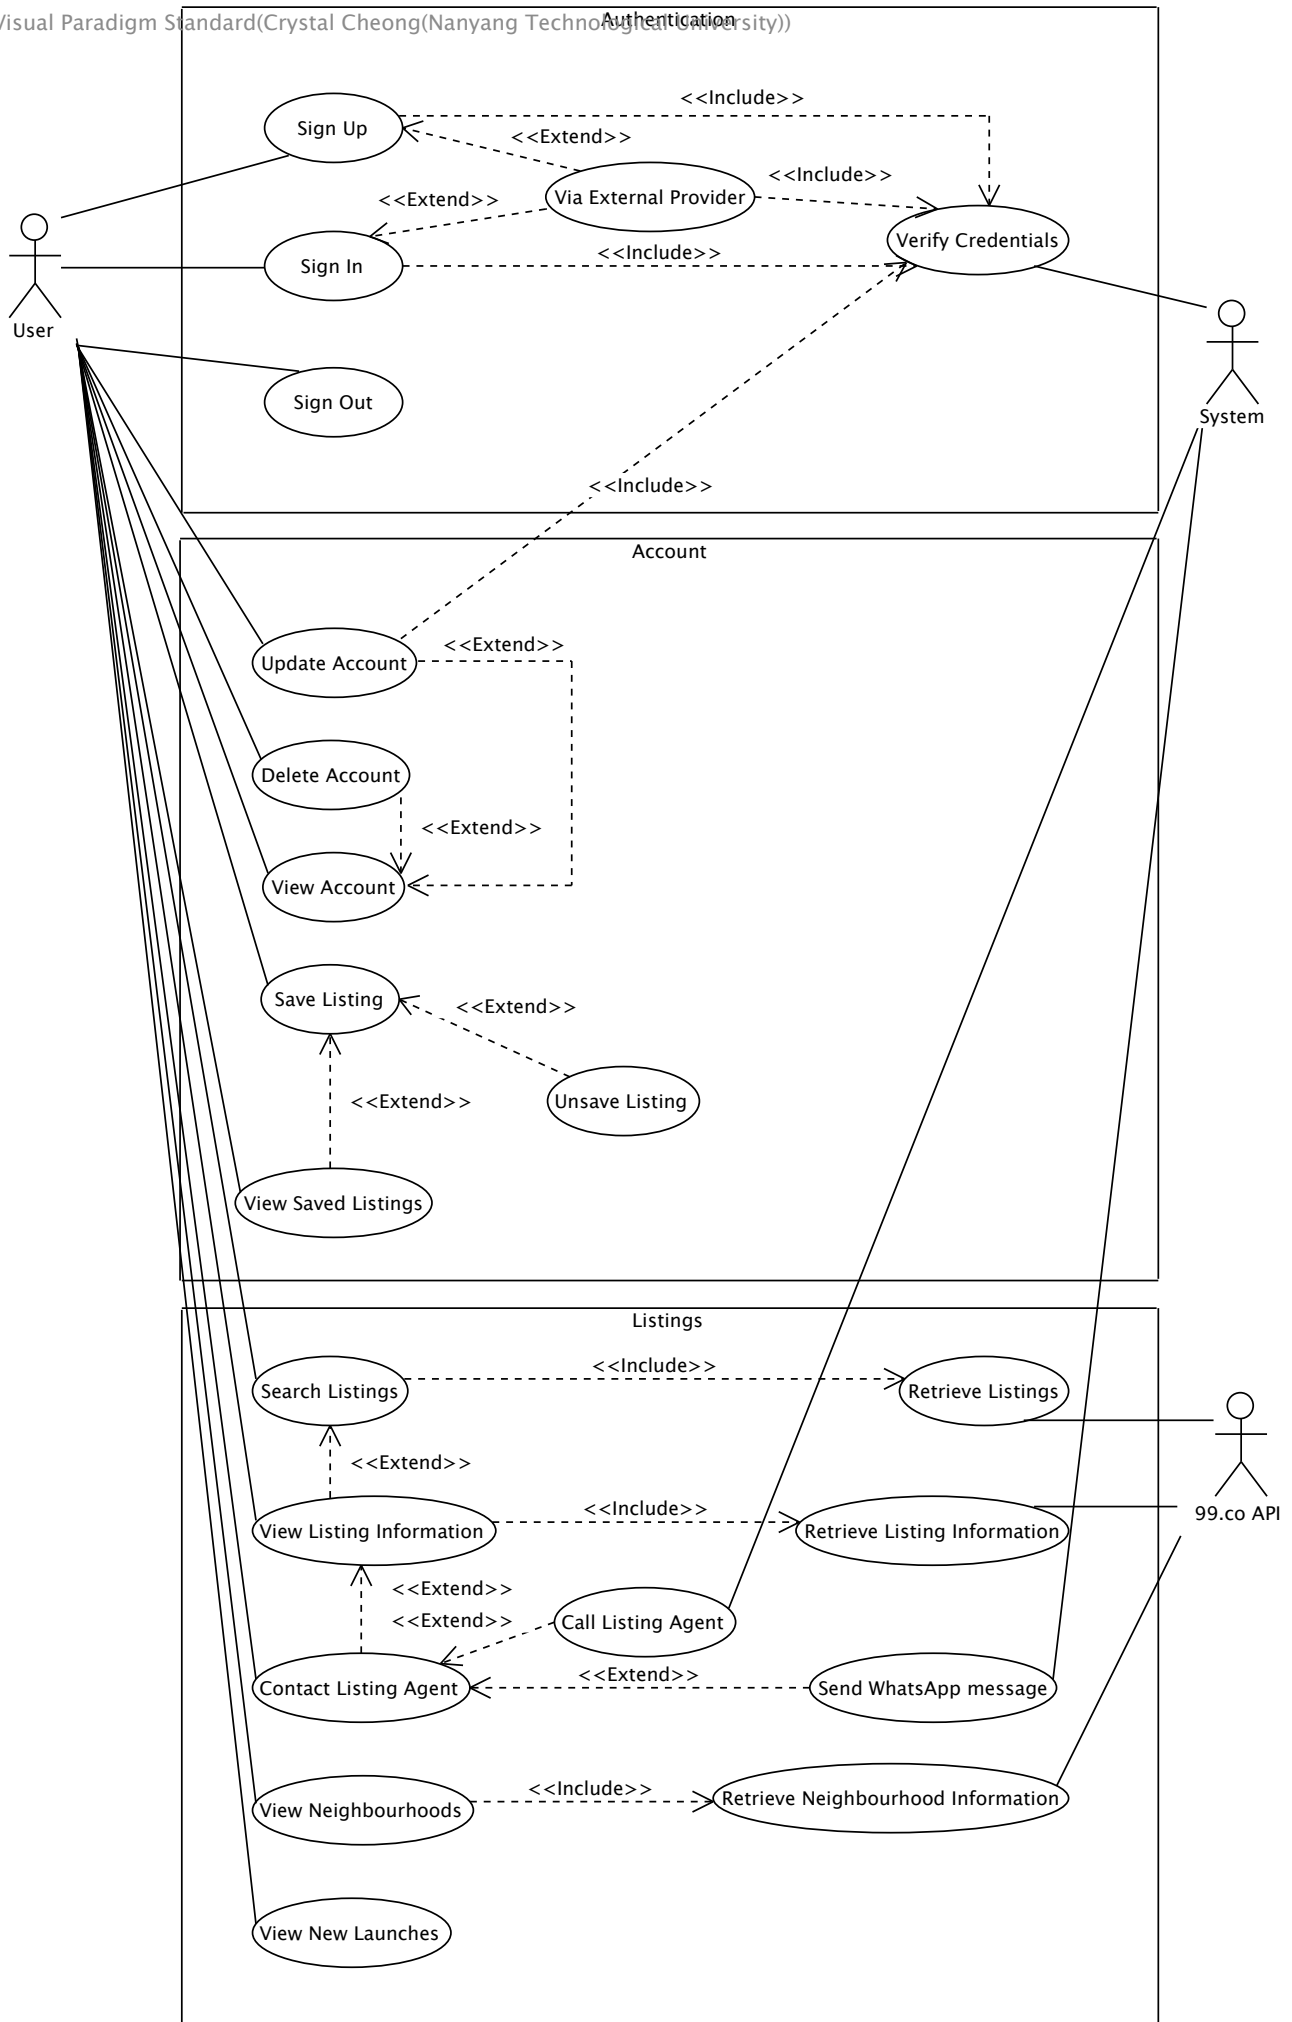 Visual Paradigm Standard(Crystal Cheong(Nanyang Technological University))
Authentication
<<Include>>
Sign Up
<<Extend>>
<<Include>>
Via External Provider
<<Extend>>
Verify Credentials
<<Include>>
Sign In
User
Sign Out
System
<<Include>>
Account
<<Extend>>
Update Account
Delete Account
<<Extend>>
View Account
Save Listing
<<Extend>>
Unsave Listing
<<Extend>>
View Saved Listings
Listings
<<Include>>
Search Listings
Retrieve Listings
<<Extend>>
<<Include>>
99.co API
View Listing Information
Retrieve Listing Information
<<Extend>>
<<Extend>>
Call Listing Agent
<<Extend>>
Contact Listing Agent
Send WhatsApp message
<<Include>>
Retrieve Neighbourhood Information
View Neighbourhoods
View New Launches